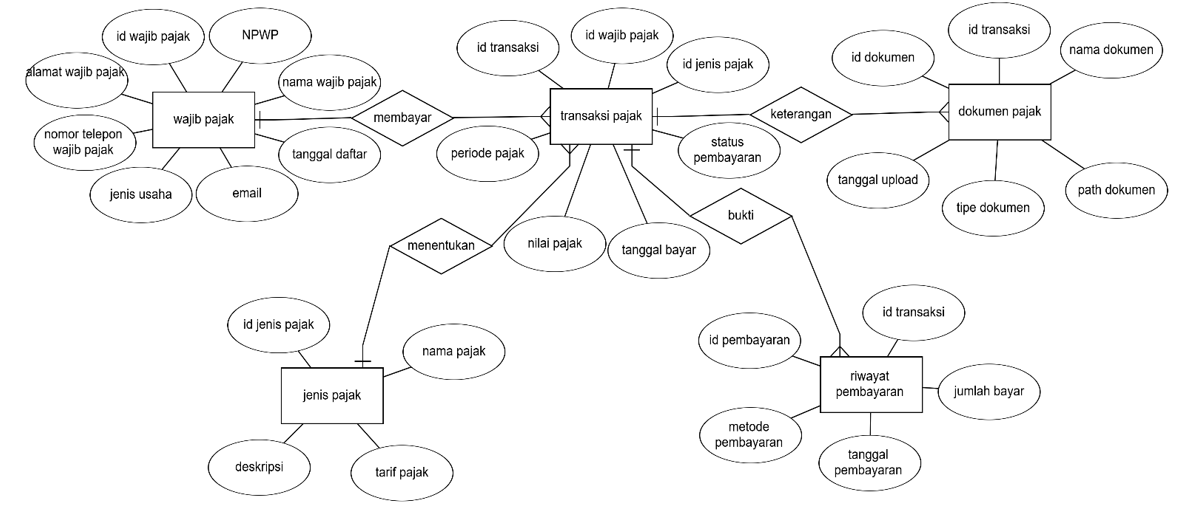 id wajib pajak
NPWP
alamat wajib pajak
nama wajib pajak
wajib pajak
nomor telepon
wajib pajak
tanggal daftar
jenis usaha
email
membayar
id transaksi
id wajib pajak
id jenis pajak
transaksi pajak
periode pajak
status
pembayaran
nilai pajak
tanggal bayar
keterangan
id dokumen
id transaksi
nama dokumen
dokumen pajak
tanggal upload
tipe dokumen
path dokumen
menentukan
bukti
id jenis pajak
nama pajak
jenis pajak
deskripsi
tarif pajak
id pembayaran
id transaksi
riwayat
pembayaran
jumlah bayar
metode
pembayaran
tanggal
pembayaran